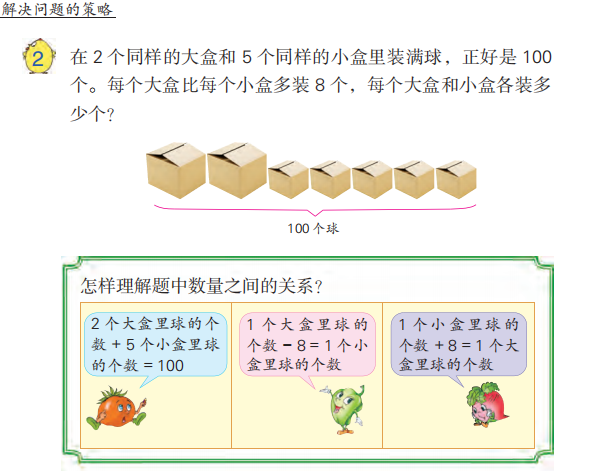 解决问题的策略
2
在 2 个同样的大盒和 5 个同样的小盒里装满球，正好是 100
个。每个大盒比每个小盒多装 8 个，每个大盒和小盒各装多
少个？
100 个球
怎样理解题中数量之间的关系？
2 个大盒里球的个
数 + 5 个小盒里球
的个数 = 100
1 个大盒里球的
个数 − 8 = 1 个小
盒里球的个数
1 个小盒里球的
个数 + 8 = 1 个大
盒里球的个数